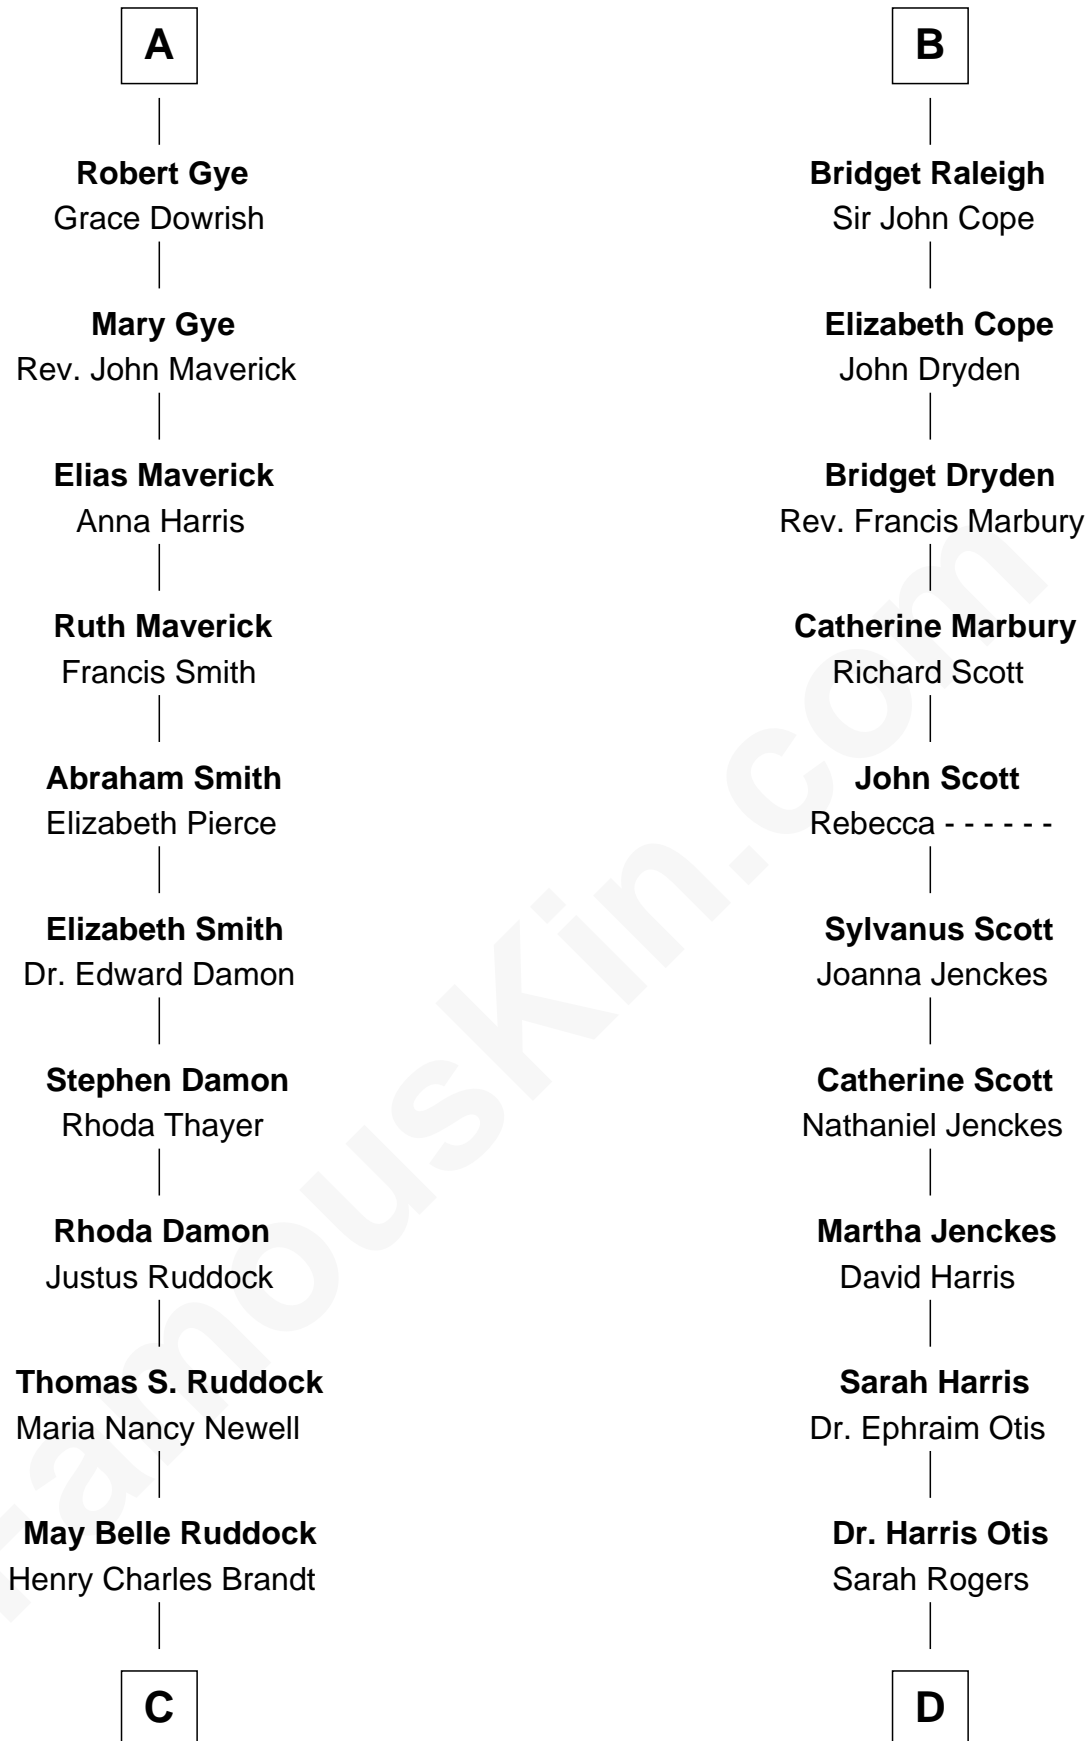 A
Robert Gye
Grace Dowrish
Mary Gye
Rev. John Maverick
Elias Maverick
Anna Harris
Ruth Maverick
Francis Smith
Abraham Smith
Elizabeth Pierce
Elizabeth Smith
Dr. Edward Damon
Stephen Damon
Rhoda Thayer
Rhoda Damon
Justus Ruddock
Thomas S. Ruddock
Maria Nancy Newell
May Belle Ruddock
Henry Charles Brandt
C
B
Bridget Raleigh
Sir John Cope
Elizabeth Cope
John Dryden
Bridget Dryden
Rev. Francis Marbury
Catherine Marbury
Richard Scott
John Scott
Rebecca - - - - - -
Sylvanus Scott
Joanna Jenckes
Catherine Scott
Nathaniel Jenckes
Martha Jenckes
David Harris
Sarah Harris
Dr. Ephraim Otis
Dr. Harris Otis
Sarah Rogers
D
FamousKin.com